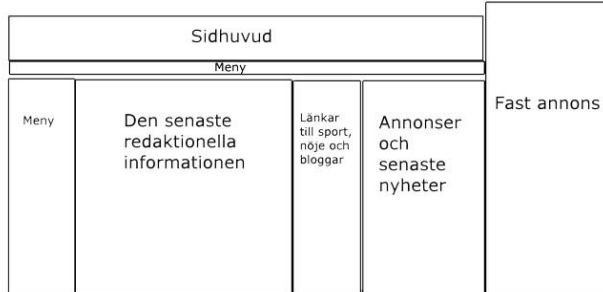 Sidhuvud
Meny
Meny
Den senaste
redaktionella
informationen
Länkar
till sport,
nöje och
bloggar
Annonser
och
senaste
nyheter
Fast annons